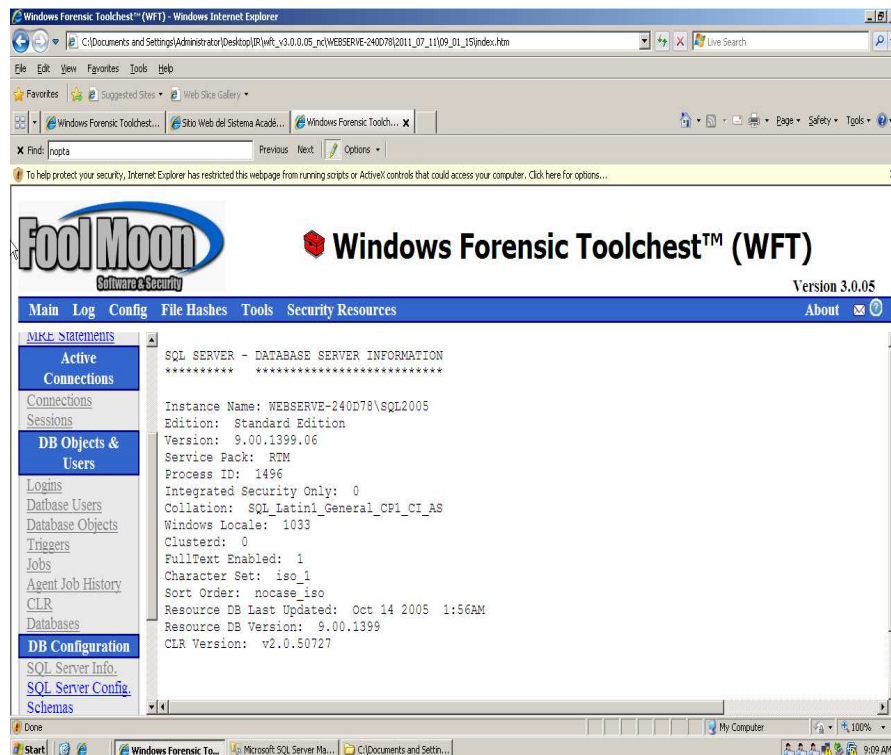 Windows Forensic Toolchest™ (WFT) - Windows Internet Explorer
C:\Documents and Settings\Administrator\Desktop\IR\wft_v3.0.0.05_nc\WEBSERVE-240D78\2011_07_11\09_01_15\index.htm
Live Search
File Edit View Favorites Tools Help
Favorites Suggested Sites Web Slice Gallery
Windows Forensic Toolchest... Sitio Web del Sistema Acadé... Windows Forensic Toolch... X
Page Safety Tools
X Find: nopta Previous Next Options
To help protect your security, Internet Explorer has restricted this webpage from running scripts or ActiveX controls that could access your computer. Click here for options...
Fool Moon
Software & Security
Windows Forensic Toolchest™ (WFT)
Version 3.0.05
Main Log Config File Hashes Tools Security Resources About
MRE Statements
Active
Connections
Connections
Sessions
DB Objects &
Users
Logins
Datbase Users
Database Objects
Triggers
Jobs
Agent Job History
CLR
Databases
DB Configuration
SQL Server Info.
SQL Server Config.
Schemas
SQL SERVER - DATABASE SERVER INFORMATION
********** ***************************
Instance Name: WEBSERVE-240D78\SQL2005
Edition: Standard Edition
Version: 9.00.1399.06
Service Pack: RTM
Process ID: 1496
Integrated Security Only: 0
Collation: SQL_Latin1_General_CP1_CI_AS
Windows Locale: 1033
Clusterd: 0
FullText Enabled: 1
Character Set: iso_1
Sort Order: nocase_iso
Resource DB Last Updated: Oct 14 2005 1:56AM
Resource DB Version: 9.00.1399
CLR Version: v2.0.50727
Done My Computer 100%
Start Windows Forensic To... Microsoft SQL Server Ma... C:\Documents and Settin... 9:09 AM